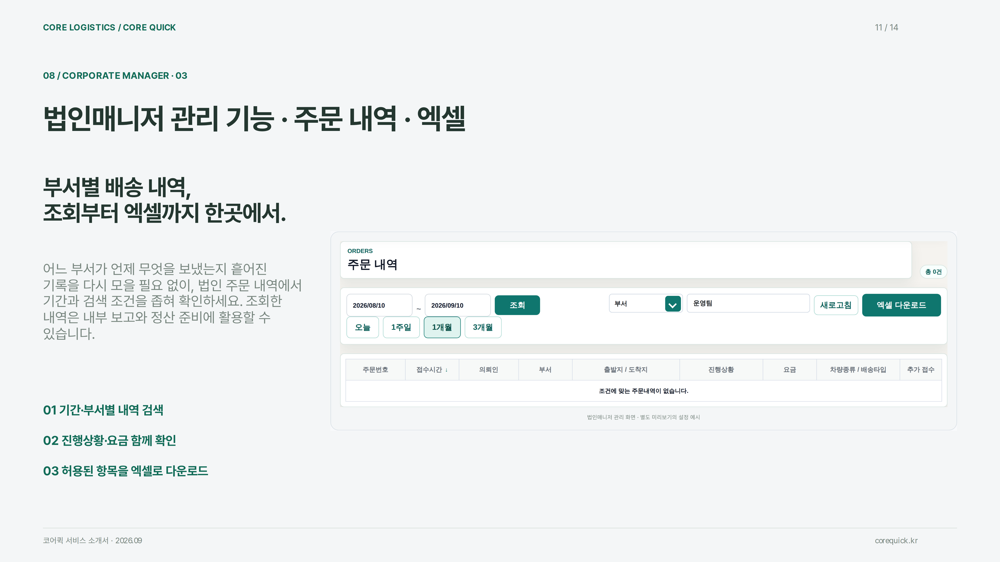 CORE LOGISTICS / CORE QUICK
11 / 14
08 / CORPORATE MANAGER · 03
법인매니저 관리 기능 · 주문 내역 · 엑셀
부서별 배송 내역,
조회부터 엑셀까지 한곳에서.
어느 부서가 언제 무엇을 보냈는지 흩어진
기록을 다시 모을 필요 없이, 법인 주문 내역에서
기간과 검색 조건을 좁혀 확인하세요. 조회한
내역은 내부 보고와 정산 준비에 활용할 수
있습니다.
01 기간·부서별 내역 검색
02 진행상황·요금 함께 확인
03 허용된 항목을 엑셀로 다운로드
ORDERS
주문 내역
총 0건
2026/08/10 ~ 2026/09/10 조회 부서 운영팀 새로고침 엑셀 다운로드
오늘 1주일 1개월 3개월
주문번호 접수시간 ↓ 의뢰인 부서 출발지 / 도착지 진행상황 요금 차량종류 / 배송타입 추가 접수
조건에 맞는 주문내역이 없습니다.
법인매니저 관리 화면 · 별도 미리보기의 설정 예시
코어퀵 서비스 소개서 · 2026.09
corequick.kr